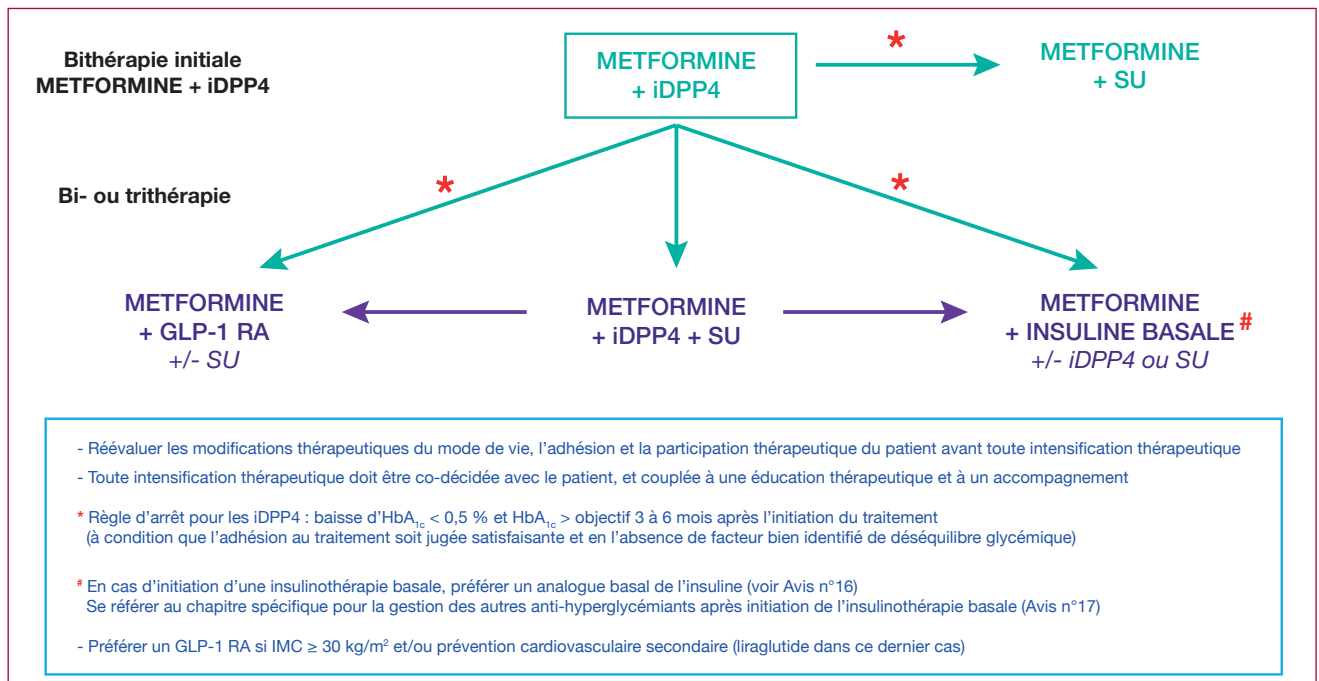 Bithérapie initiale
METFORMINE + iDPP4
METFORMINE
+ iDPP4
*
METFORMINE
+ SU
Bi- ou trithérapie
*
*
METFORMINE
+ GLP-1 RA
+/- SU
METFORMINE
+ iDPP4 + SU
METFORMINE
+ INSULINE BASALE #
+/- iDPP4 ou SU
- Réévaluer les modifications thérapeutiques du mode de vie, l’adhésion et la participation thérapeutique du patient avant toute intensification thérapeutique
- Toute intensification thérapeutique doit être co-décidée avec le patient, et couplée à une éducation thérapeutique et à un accompagnement
* Règle d’arrêt pour les iDPP4 : baisse d’HbA1c < 0,5 % et HbA1c > objectif 3 à 6 mois après l’initiation du traitement
(à condition que l’adhésion au traitement soit jugée satisfaisante et en l’absence de facteur bien identifié de déséquilibre glycémique)
# En cas d’initiation d’une insulinothérapie basale, préférer un analogue basal de l’insuline (voir Avis n°16)
Se référer au chapitre spécifique pour la gestion des autres anti-hyperglycémiants après initiation de l’insulinothérapie basale (Avis n°17)
- Préférer un GLP-1 RA si IMC ≥ 30 kg/m² et/ou prévention cardiovasculaire secondaire (liraglutide dans ce dernier cas)